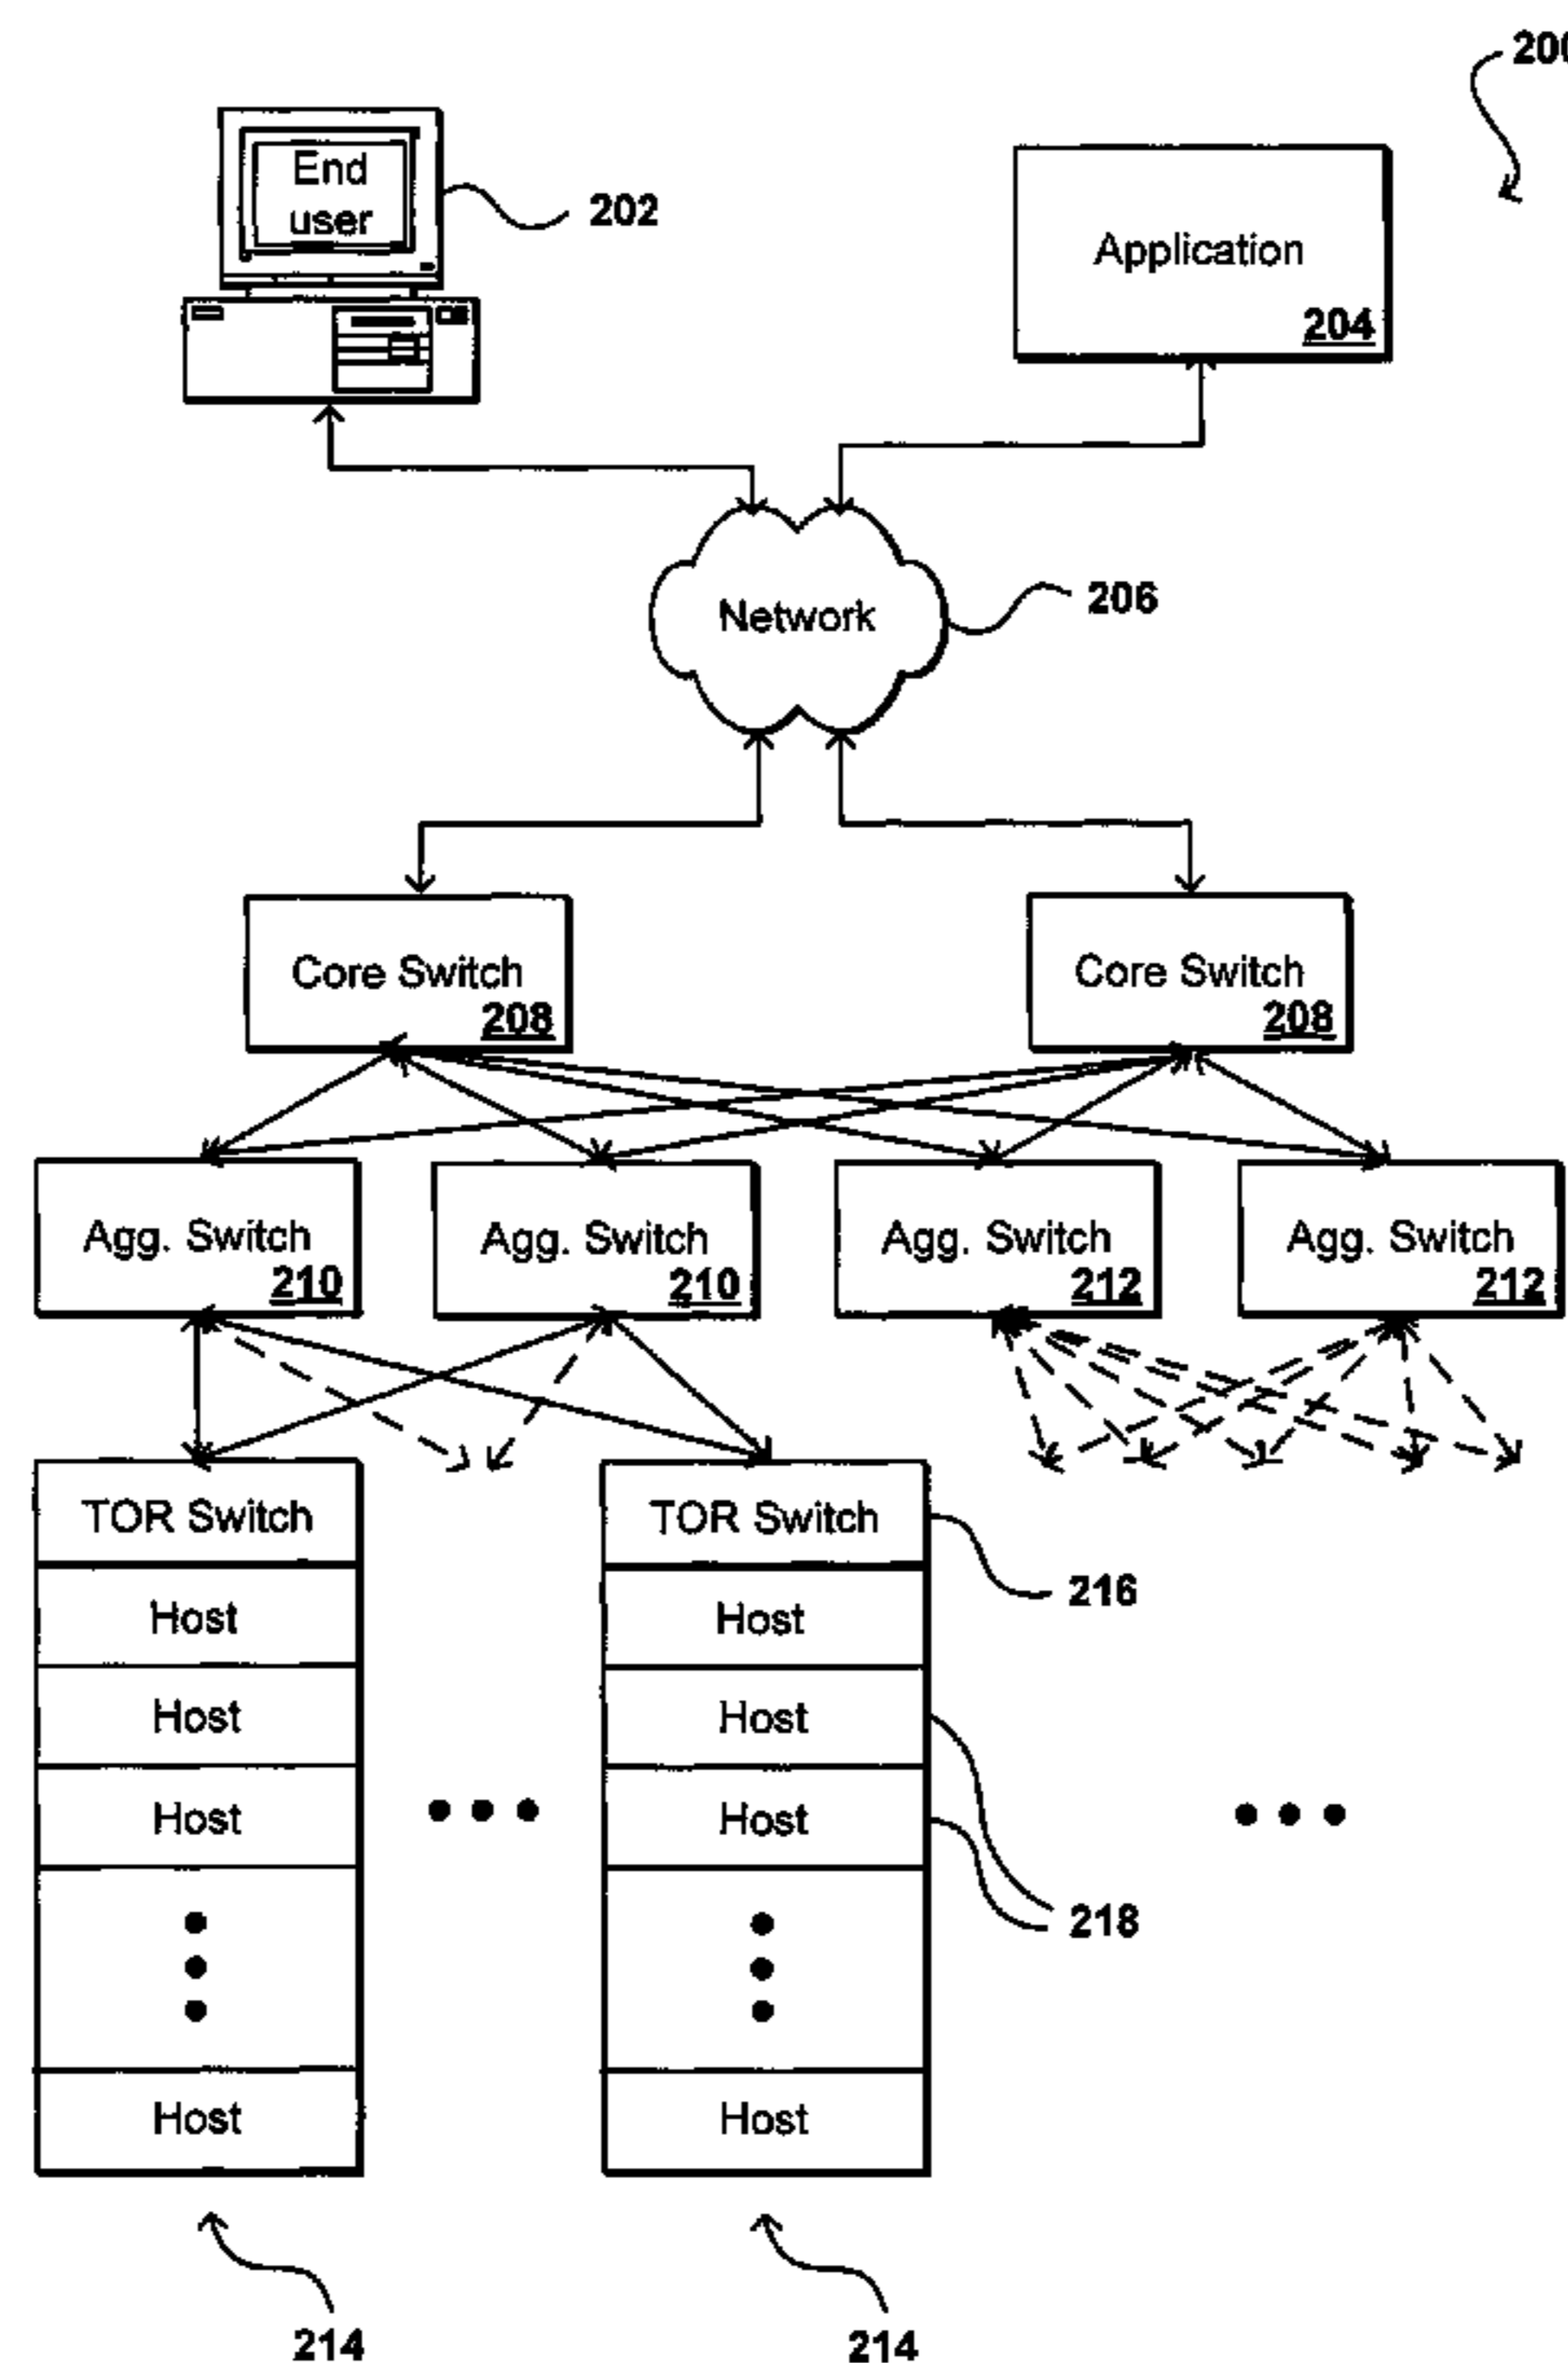 End
user
202
Application
204
Network
206
Core Switch
208
Core Switch
208
Agg. Switch
210
Agg. Switch
210
Agg. Switch
212
Agg. Switch
212
TOR Switch
TOR Switch
216
Host
Host
Host
Host
Host
Host
218
Host
Host
214
214